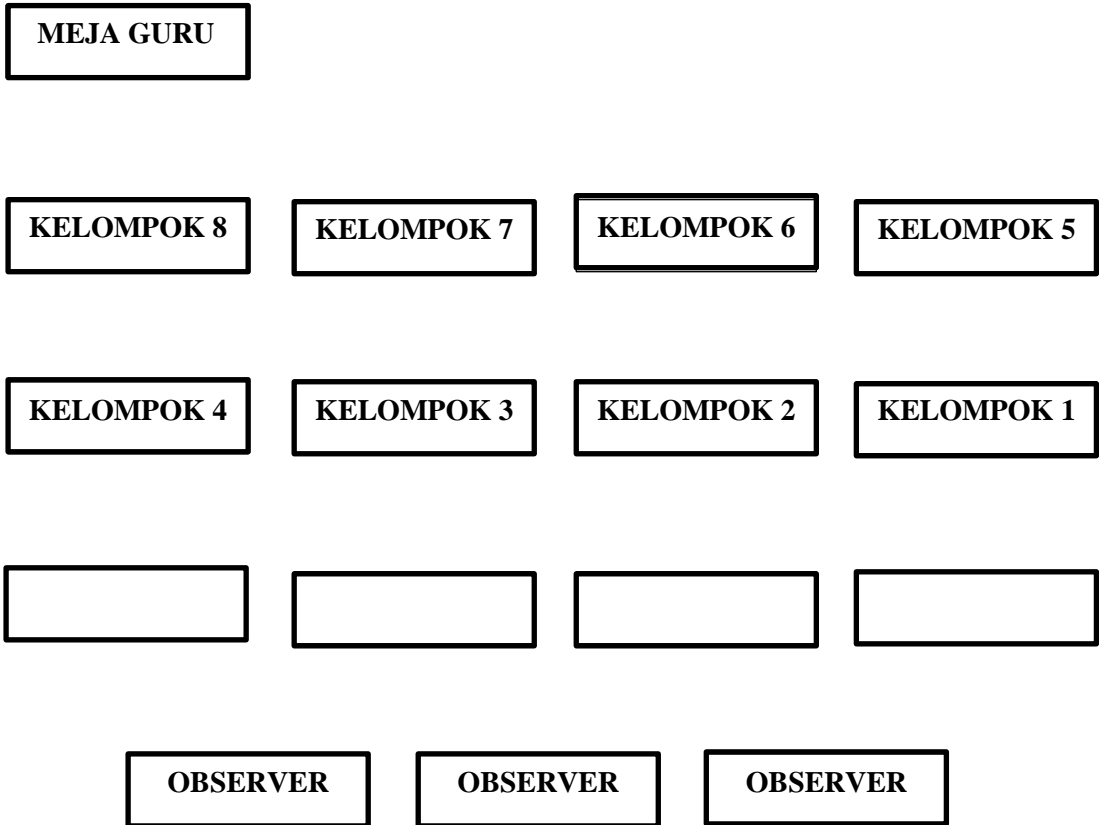 MEJA GURU
KELOMPOK 8 KELOMPOK 7 KELOMPOK 6 KELOMPOK 5
KELOMPOK 4 KELOMPOK 3 KELOMPOK 2 KELOMPOK 1
OBSERVER OBSERVER OBSERVER